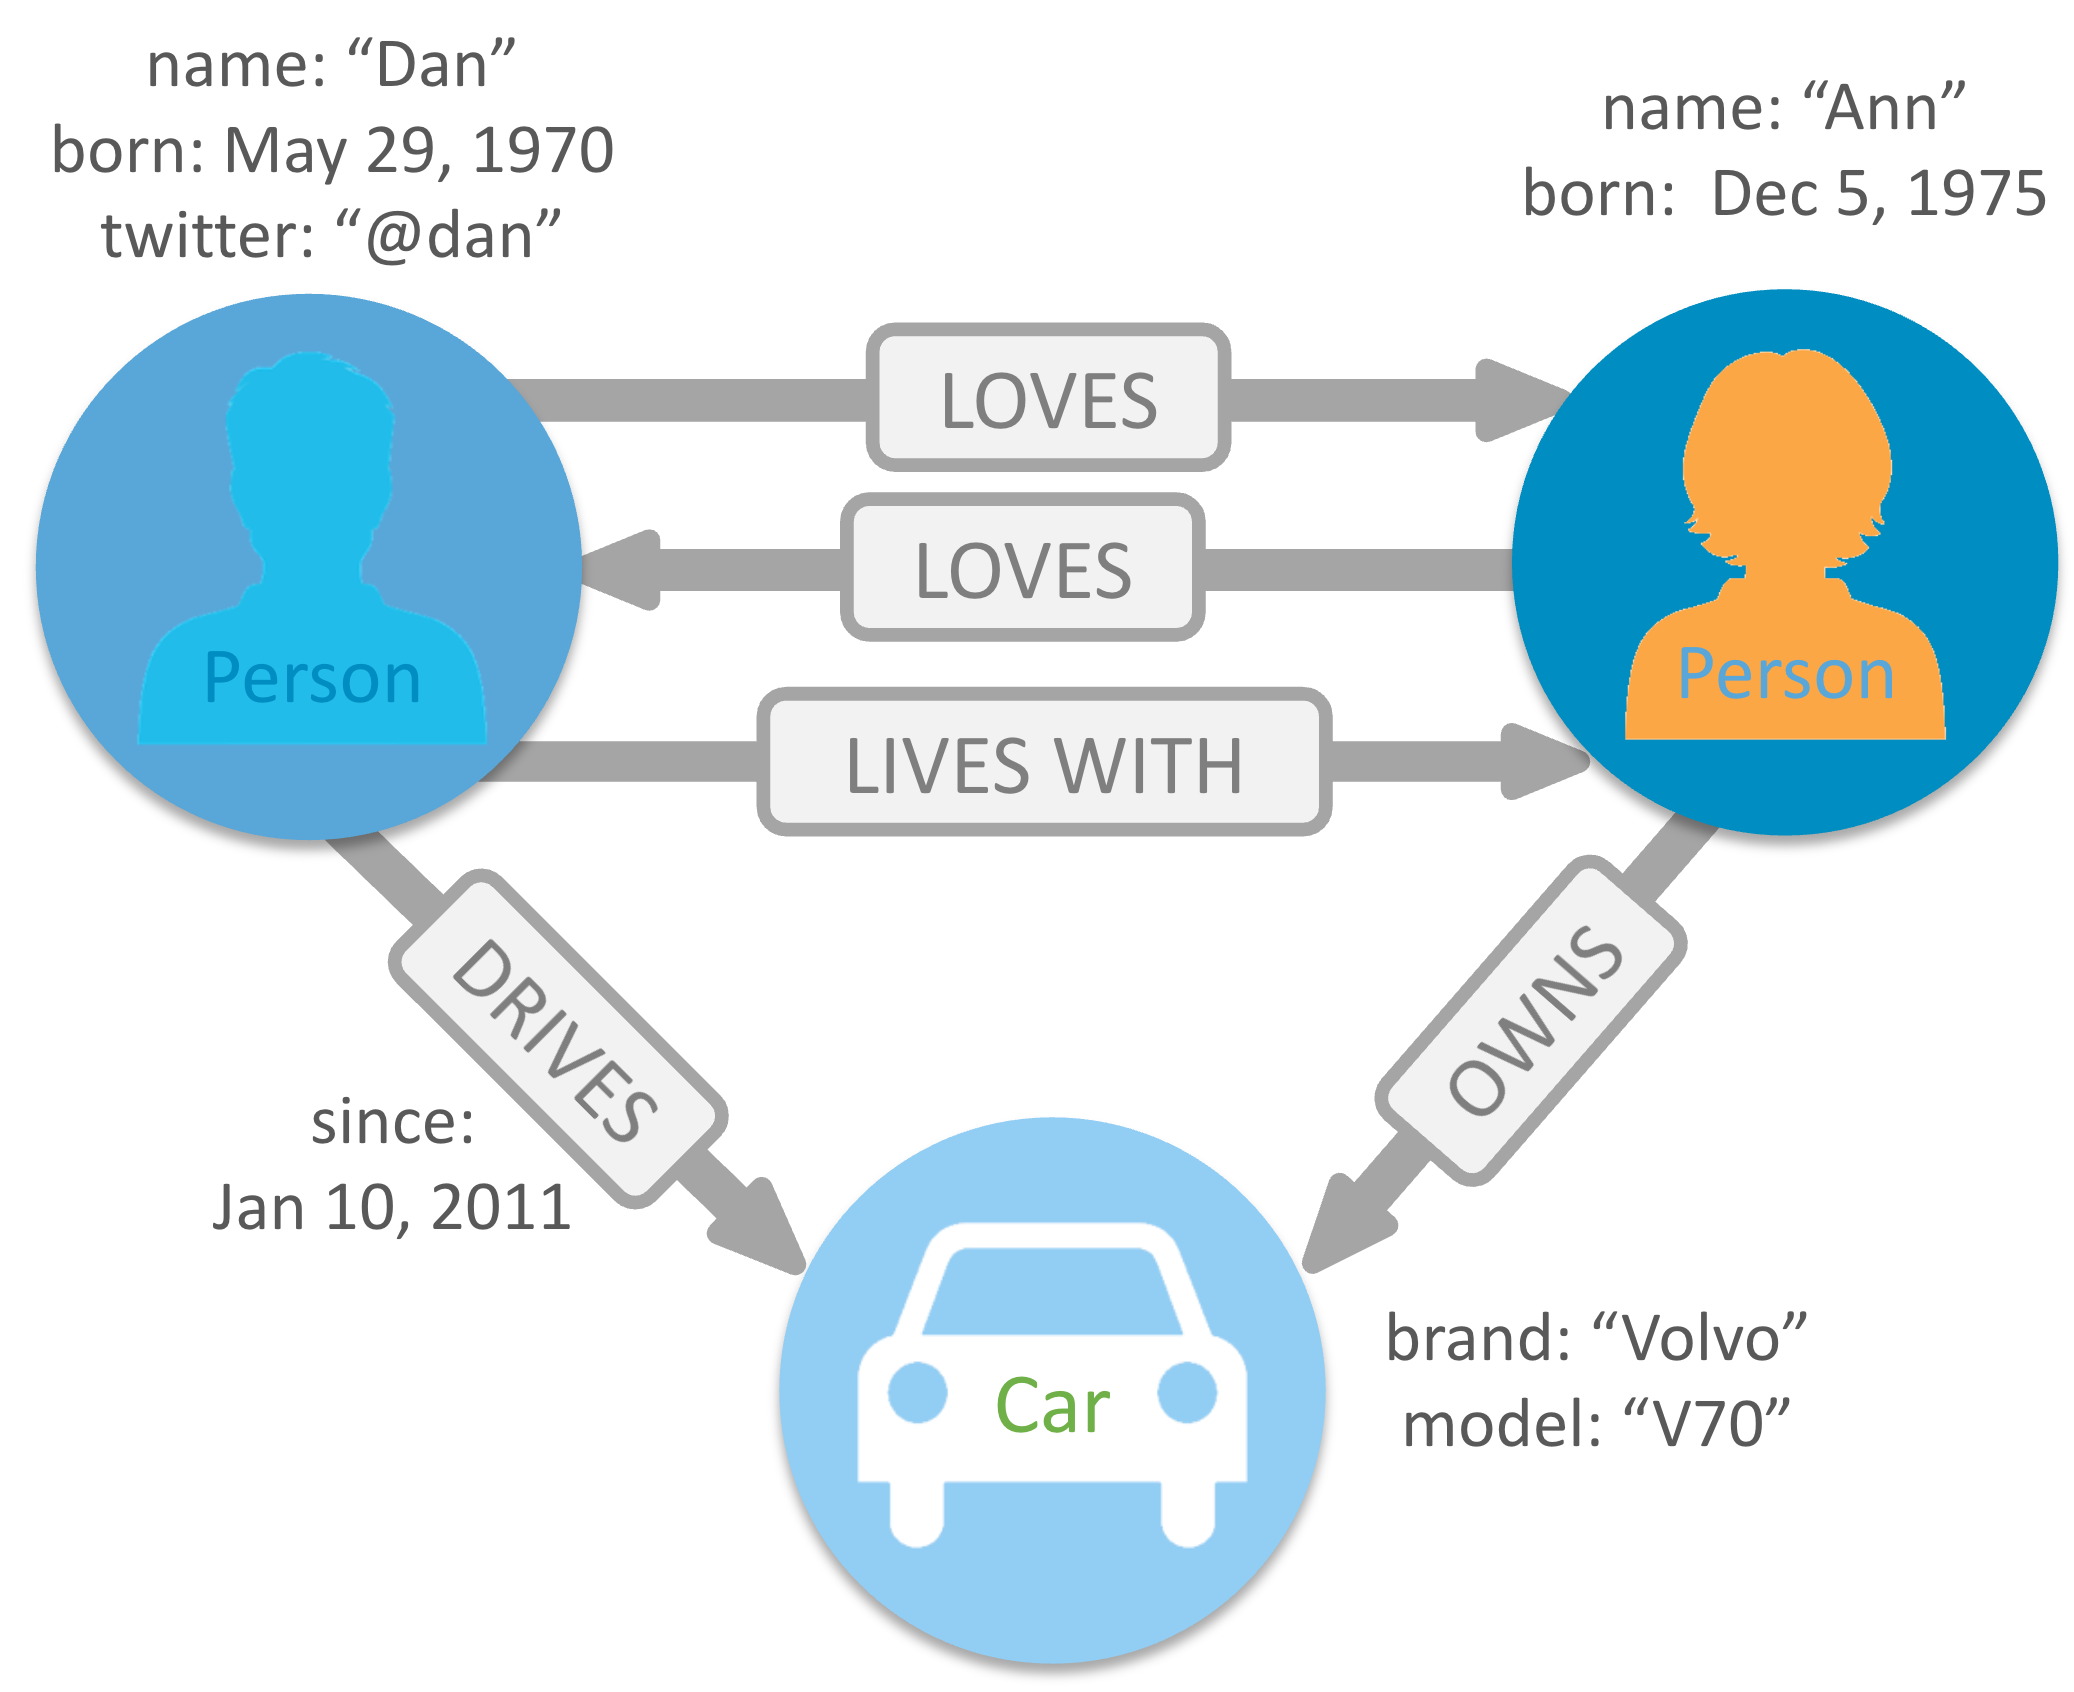 name: “Dan”
born: May 29, 1970
twitter: “@dan”
name: “Ann”
born:  Dec 5, 1975
LOVES
LOVES
Person
Person
LIVES WITH
DRIVES
OWNS
since:
Jan 10, 2011
Car
brand: “Volvo”
model: “V70”